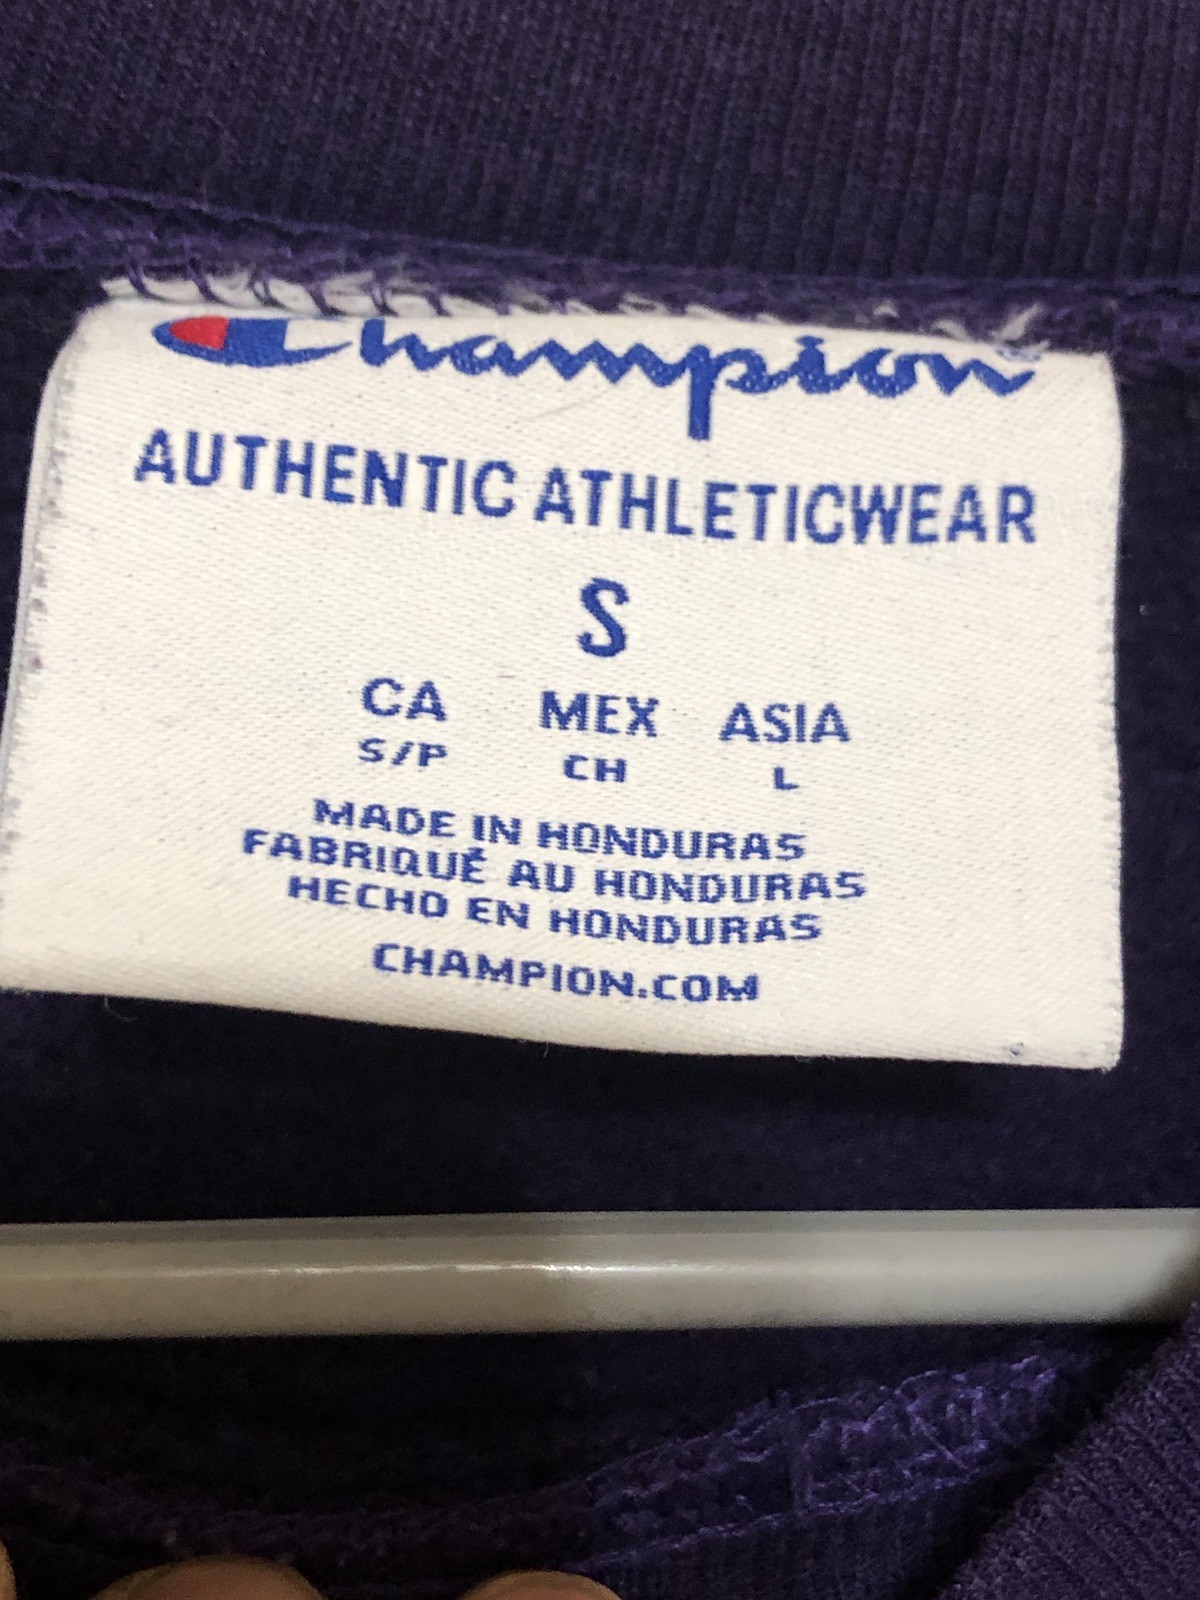 Champion®
AUTHENTIC ATHLETICWEAR
S
CA MEX ASIA
S/P CH L
MADE IN HONDURAS
FABRIQUÉ AU HONDURAS
HECHO EN HONDURAS
CHAMPION.COM